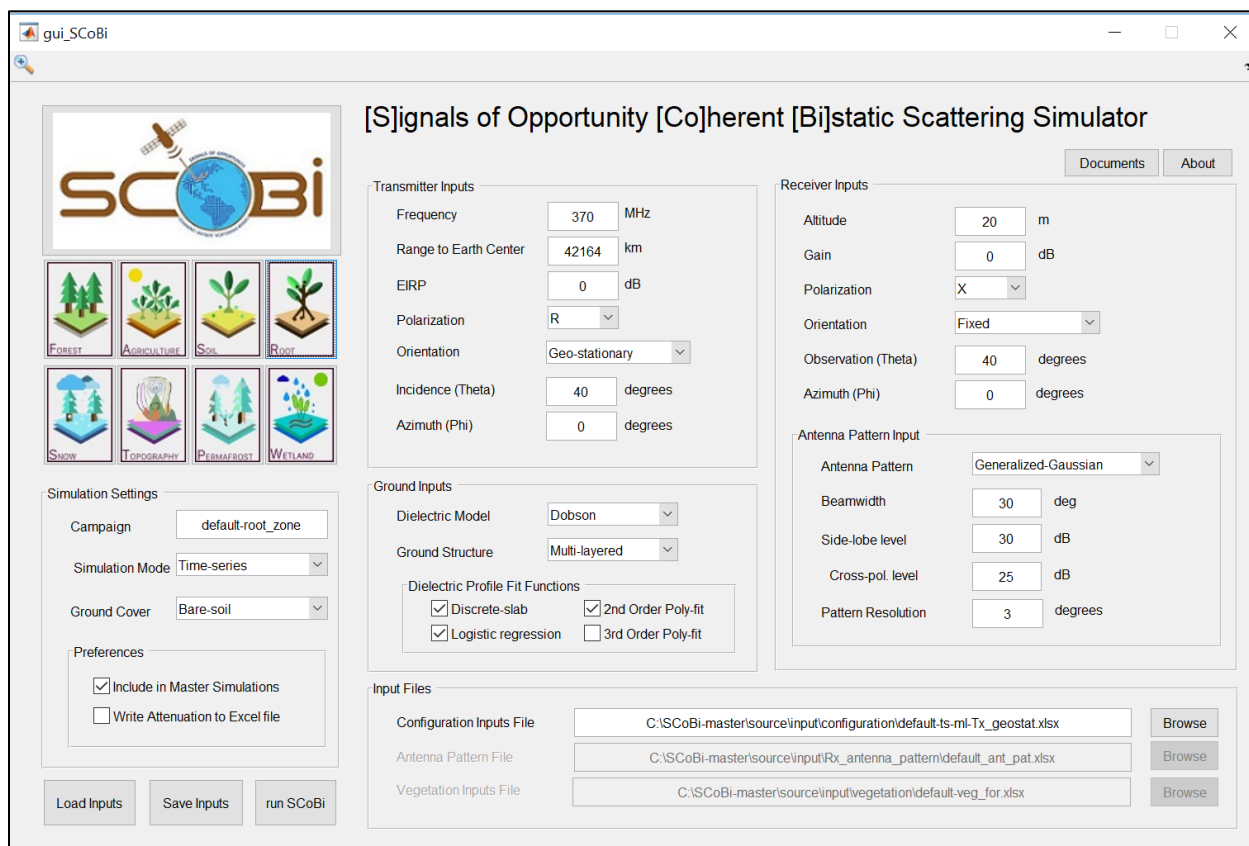 gui_SCoBi
[S]ignals of Opportunity [Co]herent [Bi]static Scattering Simulator
SCOBi
Documents About
FOREST AGRICULTURE SOIL ROOT
SNOW TOPOGRAPHY PERMAFROST WETLAND
Simulation Settings
Campaign default-root_zone
Simulation Mode Time-series
Ground Cover Bare-soil
Preferences
Include in Master Simulations
Write Attenuation to Excel file
Load Inputs Save Inputs run SCoBi
Transmitter Inputs
Frequency 370 MHz
Range to Earth Center 42164 km
EIRP 0 dB
Polarization R
Orientation Geo-stationary
Incidence (Theta) 40 degrees
Azimuth (Phi) 0 degrees
Ground Inputs
Dielectric Model Dobson
Ground Structure Multi-layered
Dielectric Profile Fit Functions
Discrete-slab 2nd Order Poly-fit
Logistic regression 3rd Order Poly-fit
Receiver Inputs
Altitude 20 m
Gain 0 dB
Polarization X
Orientation Fixed
Observation (Theta) 40 degrees
Azimuth (Phi) 0 degrees
Antenna Pattern Input
Antenna Pattern Generalized-Gaussian
Beamwidth 30 deg
Side-lobe level 30 dB
Cross-pol. level 25 dB
Pattern Resolution 3 degrees
Input Files
Configuration Inputs File C:\SCoBi-master\source\input\configuration\default-ts-ml-Tx_geostat.xlsx Browse
Antenna Pattern File C:\SCoBi-master\source\input\Rx_antenna_pattern\default_ant_pat.xlsx Browse
Vegetation Inputs File C:\SCoBi-master\source\input\vegetation\default-veg_for.xlsx Browse